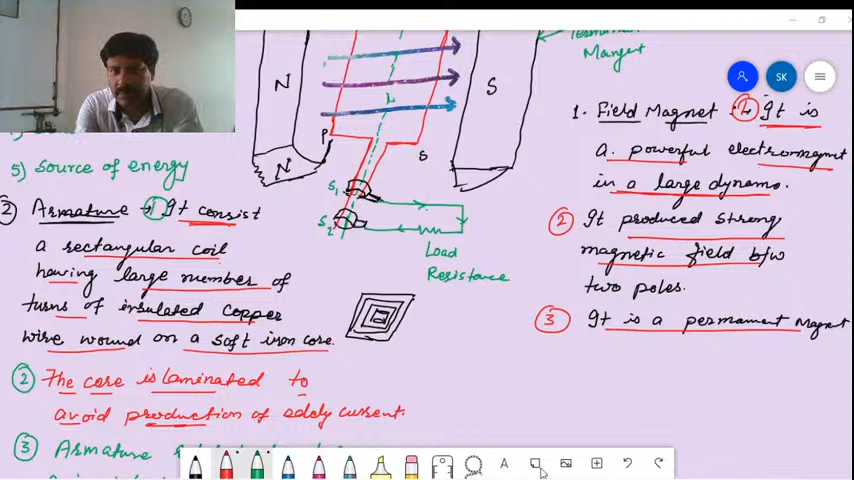 5) Source of energy
2 Armature → 1 It consist
a rectangular coil
having large number of
turns of insulated copper
wire wound on a soft iron core.
2 The core is laminated to
avoid production of eddy current.
3 Armature
N
N
S
S
P
L
S1
S2
Load
Resistance
Manget
SK
1. Field Magnet :→ 1 It is
a powerful electromagnet
in a large dynamo.
2 It produced strong
magnetic field b/w
two poles.
3 It is a permament Magnet
A